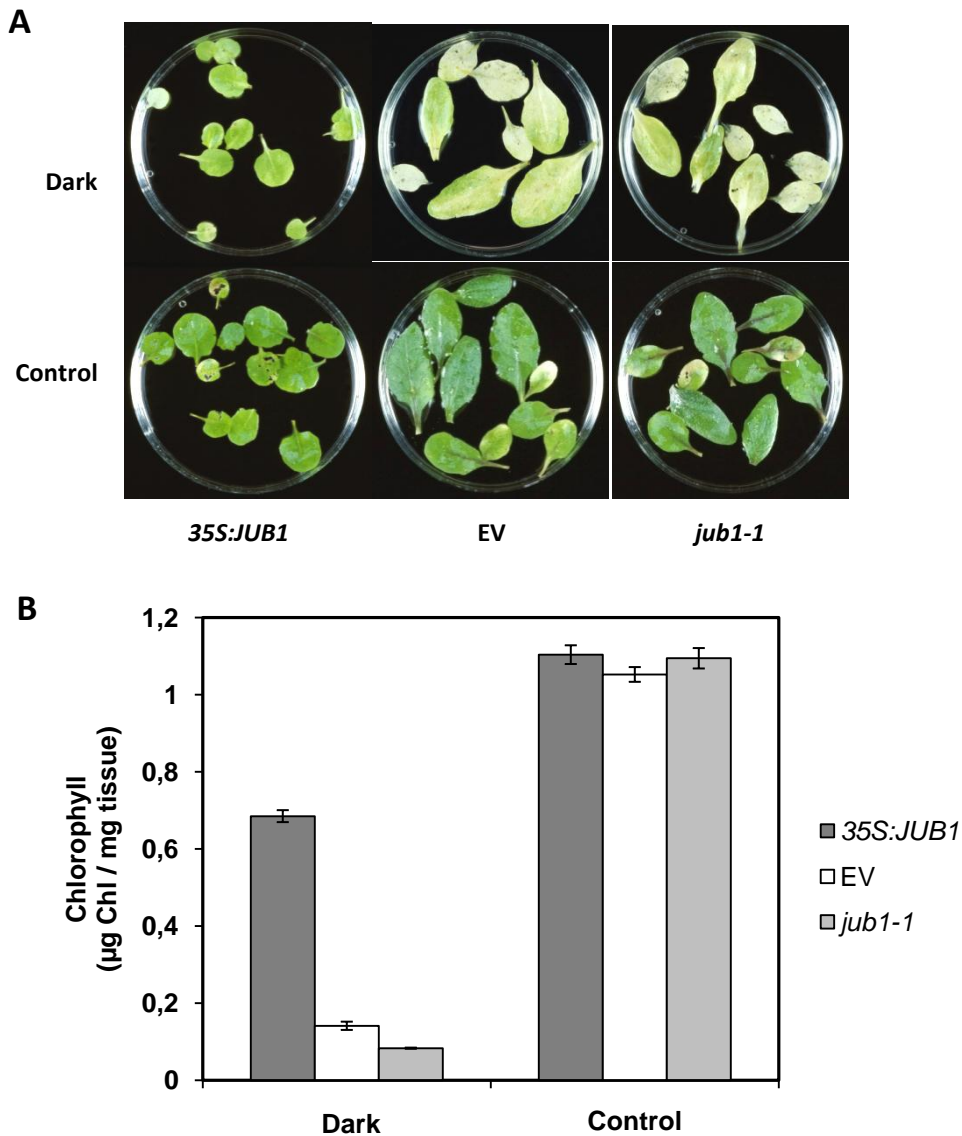 A
Dark
Control
35S:JUB1
EV
jub1-1
B
1,2
1
0,8
0,6
0,4
0,2
0
Chlorophyll
(µg Chl / mg tissue)
Dark
Control
35S:JUB1
EV
jub1-1